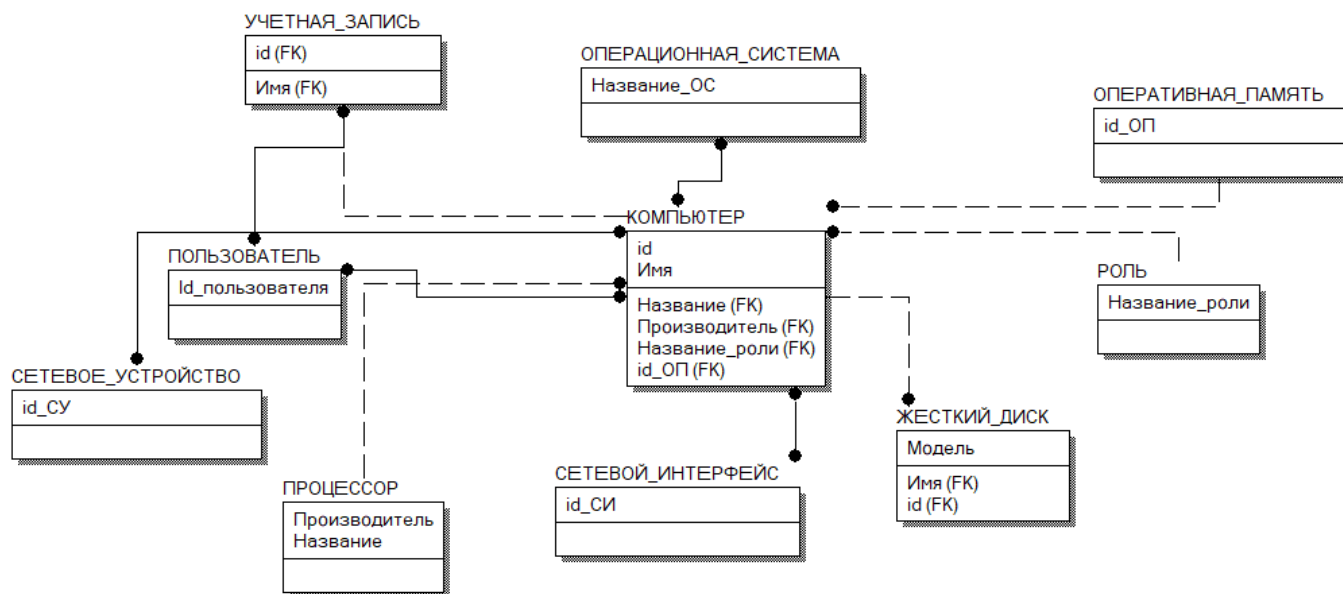 УЧЕТНАЯ_ЗАПИСЬ
id (FK)
Имя (FK)
ОПЕРАЦИОННАЯ_СИСТЕМА
Название_ОС
ОПЕРАТИВНАЯ_ПАМЯТЬ
id_ОП
КОМПЬЮТЕР
id
Имя
Название (FK)
Производитель (FK)
Название_роли (FK)
id_ОП (FK)
ПОЛЬЗОВАТЕЛЬ
Id_пользователя
РОЛЬ
Название_роли
СЕТЕВОЕ_УСТРОЙСТВО
id_СУ
ЖЕСТКИЙ_ДИСК
Модель
Имя (FK)
id (FK)
СЕТЕВОЙ_ИНТЕРФЕЙС
id_СИ
ПРОЦЕССОР
Производитель
Название